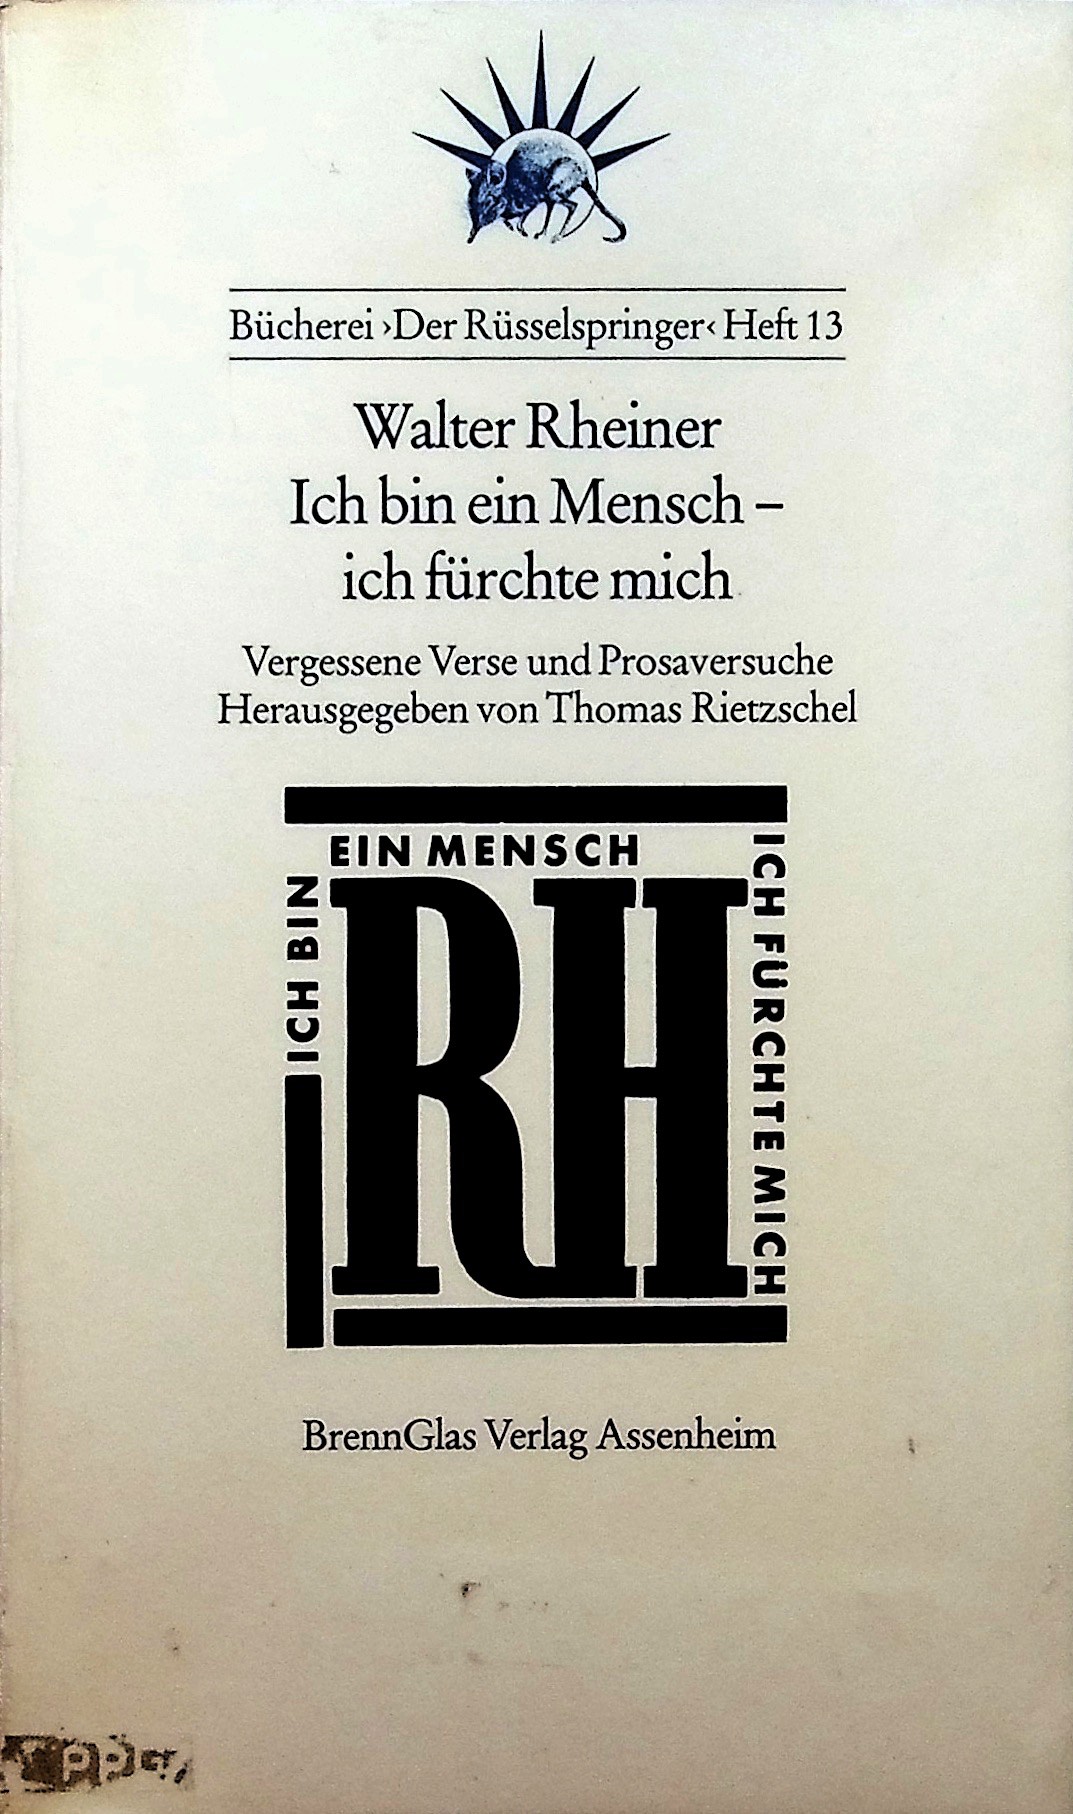 Bücherei ›Der Rüsselspringer‹ Heft 13
Walter Rheiner
Ich bin ein Mensch –
ich fürchte mich
Vergessene Verse und Prosaversuche
Herausgegeben von Thomas Rietzschel
ICH BIN
EIN MENSCH
ICH FÜRCHTE MICH
RH
BrennGlas Verlag Assenheim